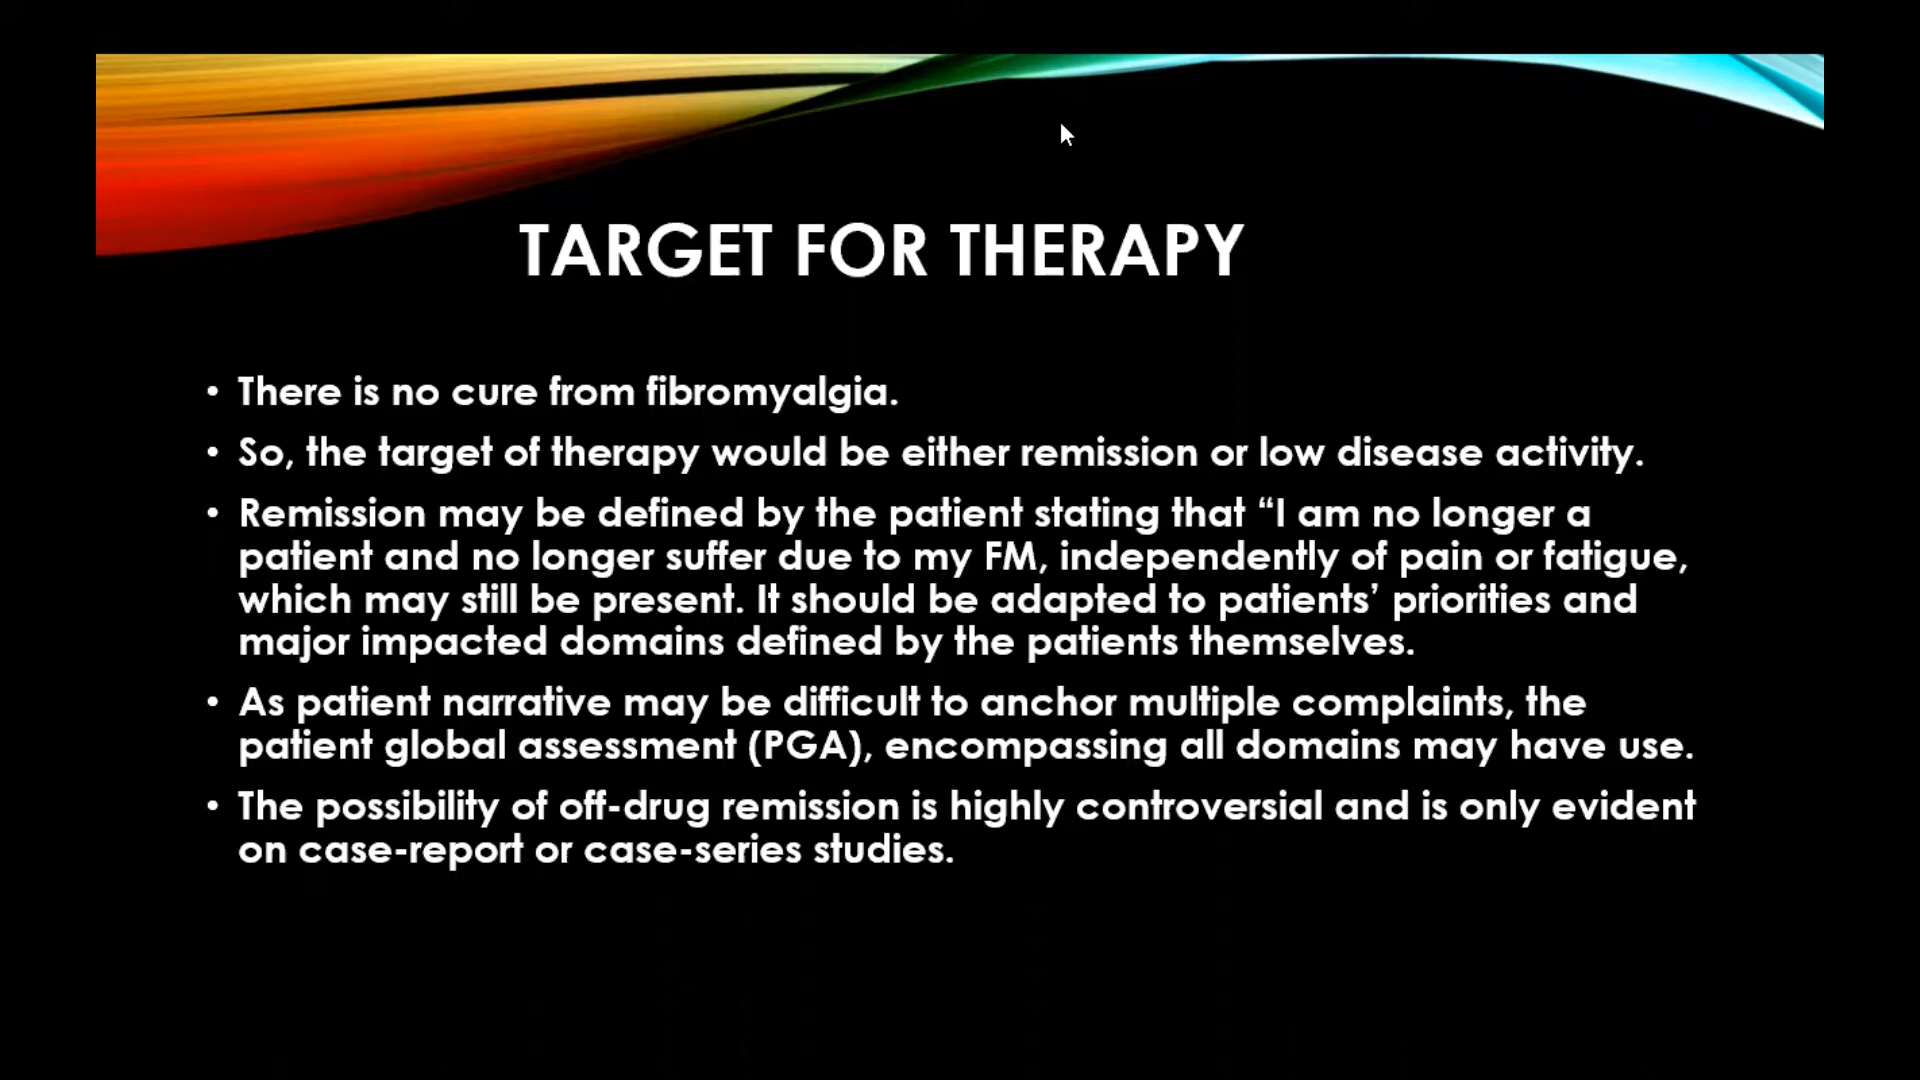 TARGET FOR THERAPY
• There is no cure from fibromyalgia.
• So, the target of therapy would be either remission or low disease activity.
• Remission may be defined by the patient stating that “I am no longer a
patient and no longer suffer due to my FM, independently of pain or fatigue,
which may still be present. It should be adapted to patients’ priorities and
major impacted domains defined by the patients themselves.
• As patient narrative may be difficult to anchor multiple complaints, the
patient global assessment (PGA), encompassing all domains may have use.
• The possibility of off-drug remission is highly controversial and is only evident
on case-report or case-series studies.